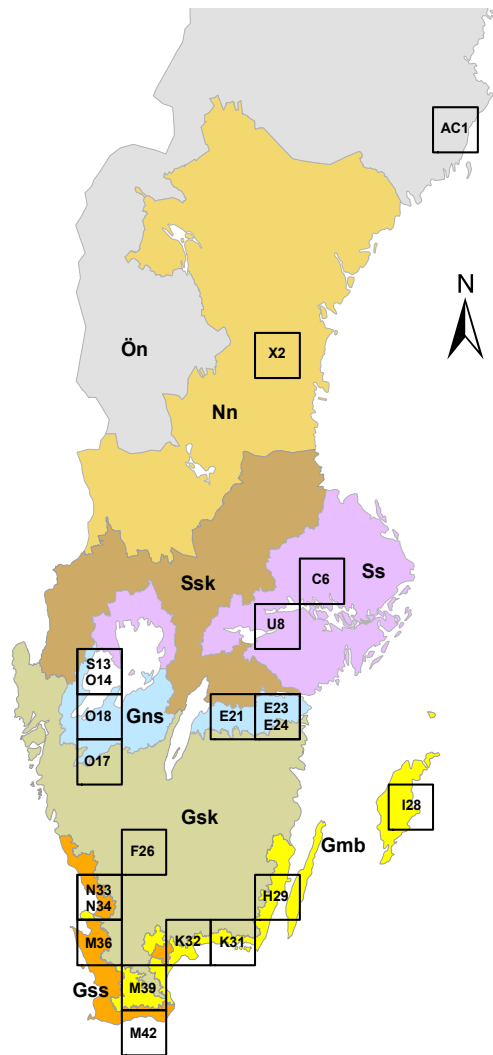 AC1
N
Ön
X2
Nn
Ssk
Ss
C6
U8
S13
O14
O18
Gns
E21
E23
E24
O17
I28
Gsk
Gmb
F26
N33
N34
H29
M36
K32
K31
Gss
M39
M42